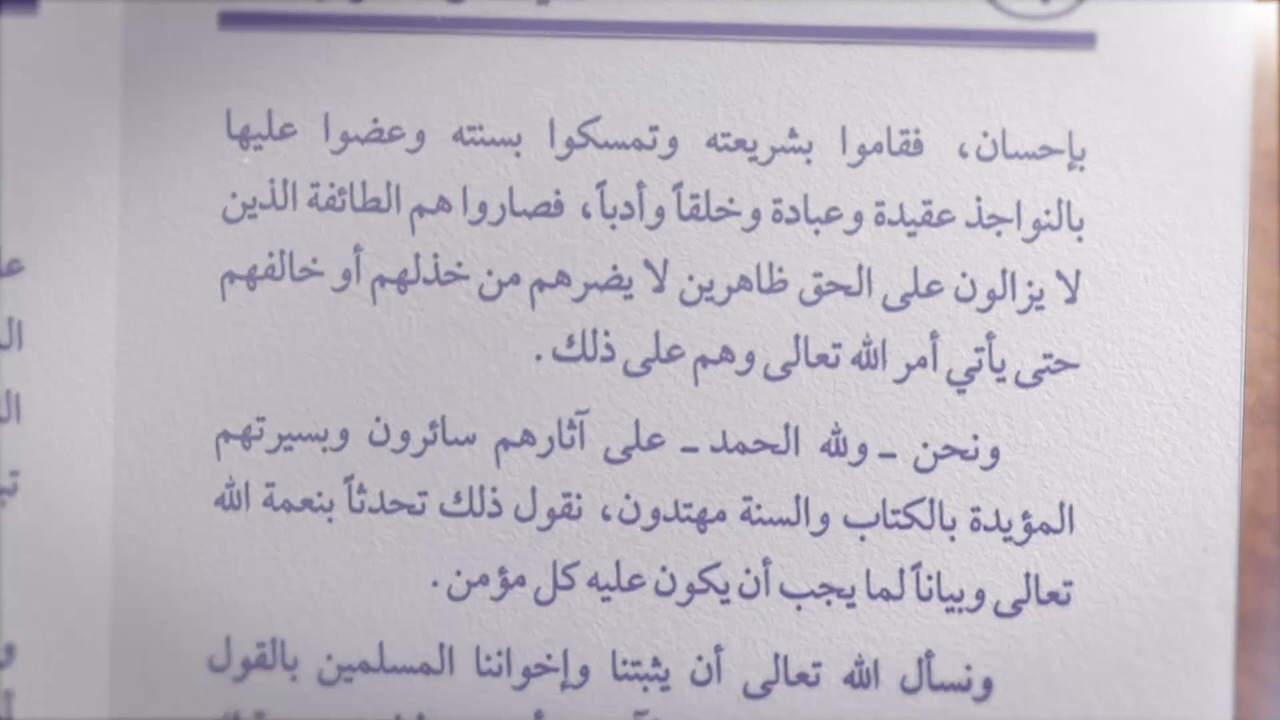 بإحسان، فقاموا بشريعته وتمسكوا بسنته وعضوا عليها
بالنواجذ عقيدة وعبادة وخلقاً وأدباً، فصاروا هم الطائفة الذين
لا يزالون على الحق ظاهرين لا يضرهم من خذلهم أو خالفهم
حتى يأتي أمر الله تعالى وهم على ذلك.
ونحن ـ ولله الحمد ـ على آثارهم سائرون وبسيرتهم
المؤيدة بالكتاب والسنة مهتدون، نقول ذلك تحدثاً بنعمة الله
تعالى وبياناً لما يجب أن يكون عليه كل مؤمن.
ونسأل الله تعالى أن يثبتنا وإخواننا المسلمين بالقول